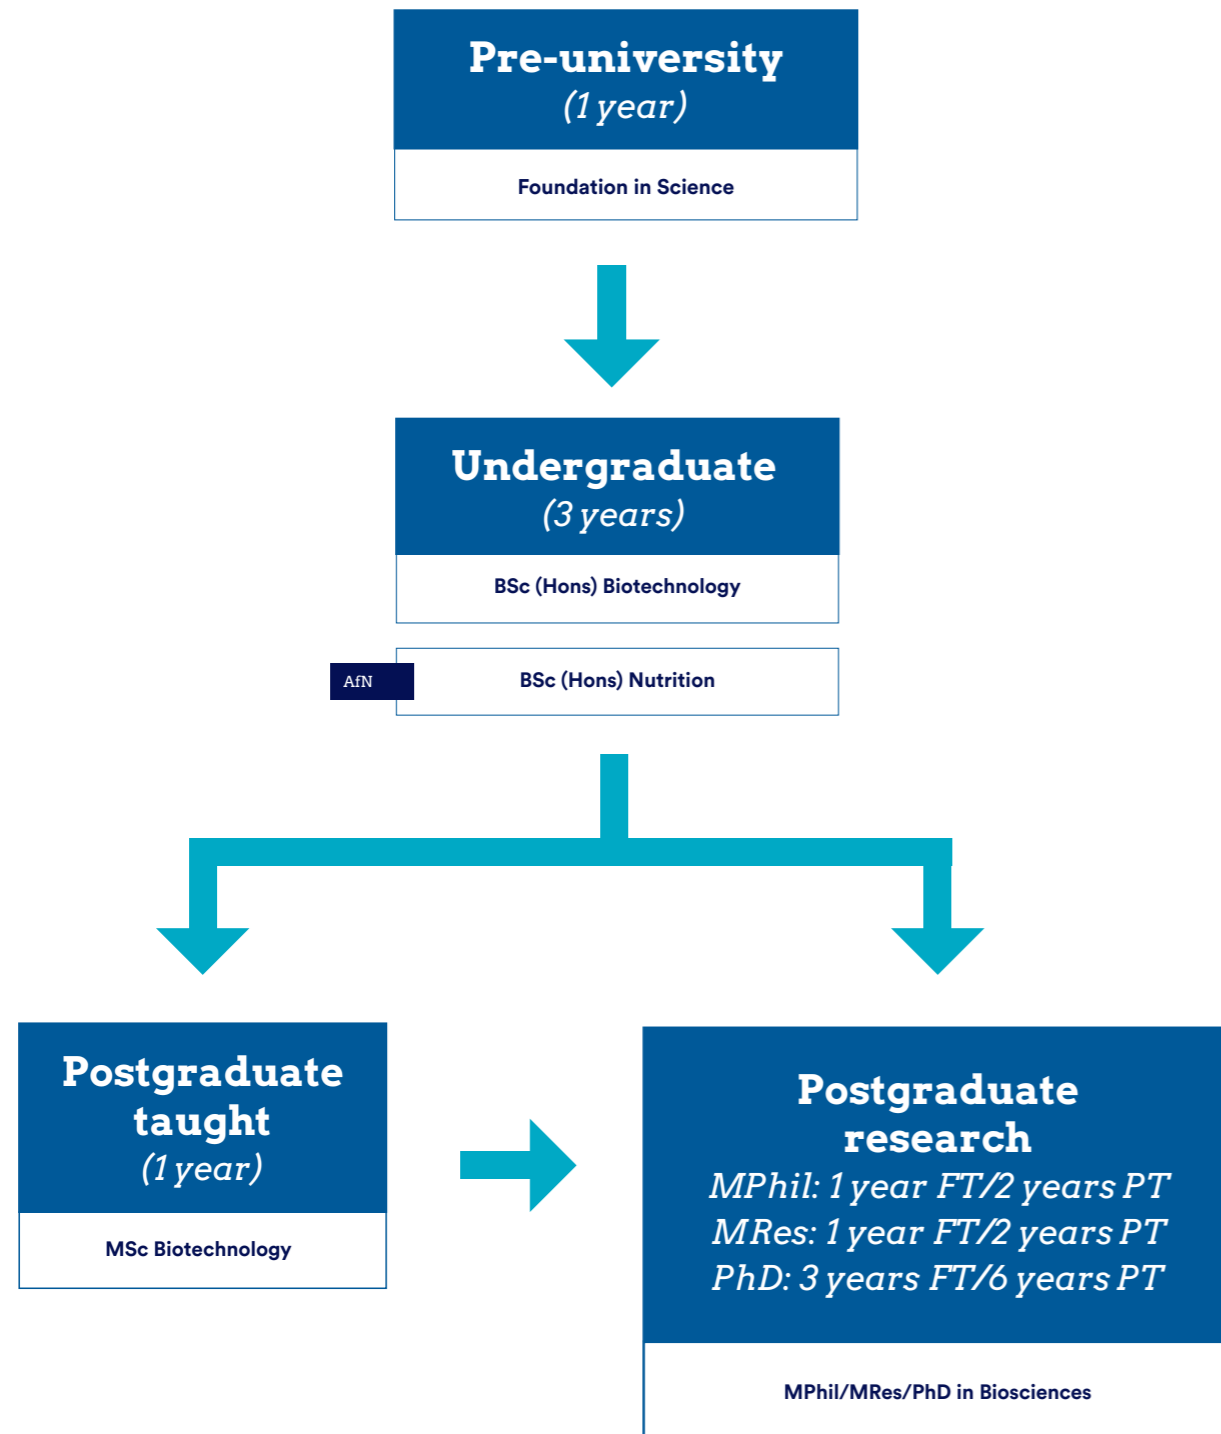 Pre-university
(1 year)
Foundation in Science
Undergraduate
(3 years)
BSc (Hons) Biotechnology
AfN
BSc (Hons) Nutrition
Postgraduate
taught
(1 year)
MSc Biotechnology
Postgraduate
research
MPhil: 1 year FT/2 years PT
MRes: 1 year FT/2 years PT
PhD: 3 years FT/6 years PT
MPhil/MRes/PhD in Biosciences